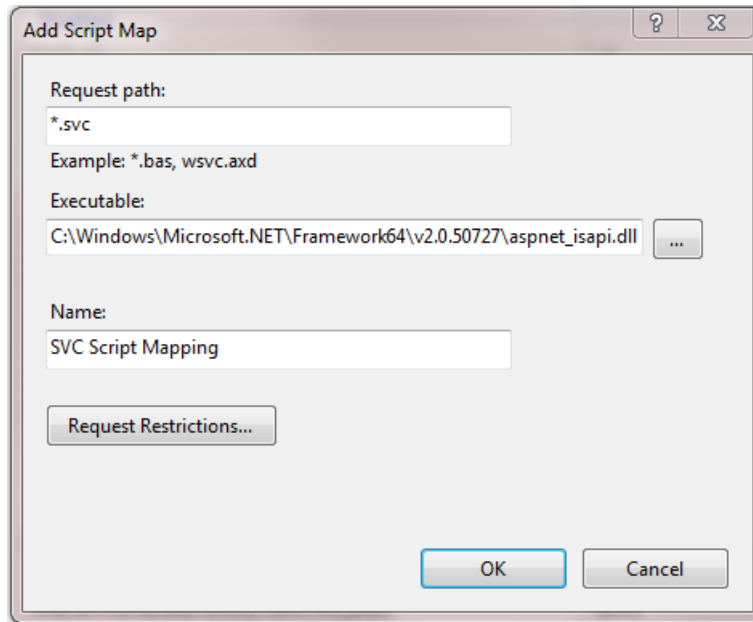 Add Script Map
Request path:
*.svc
Example: *.bas, wsvc.axd
Executable:
C:\Windows\Microsoft.NET\Framework64\v2.0.50727\aspnet_isapi.dll
...
Name:
SVC Script Mapping
Request Restrictions...
OK Cancel